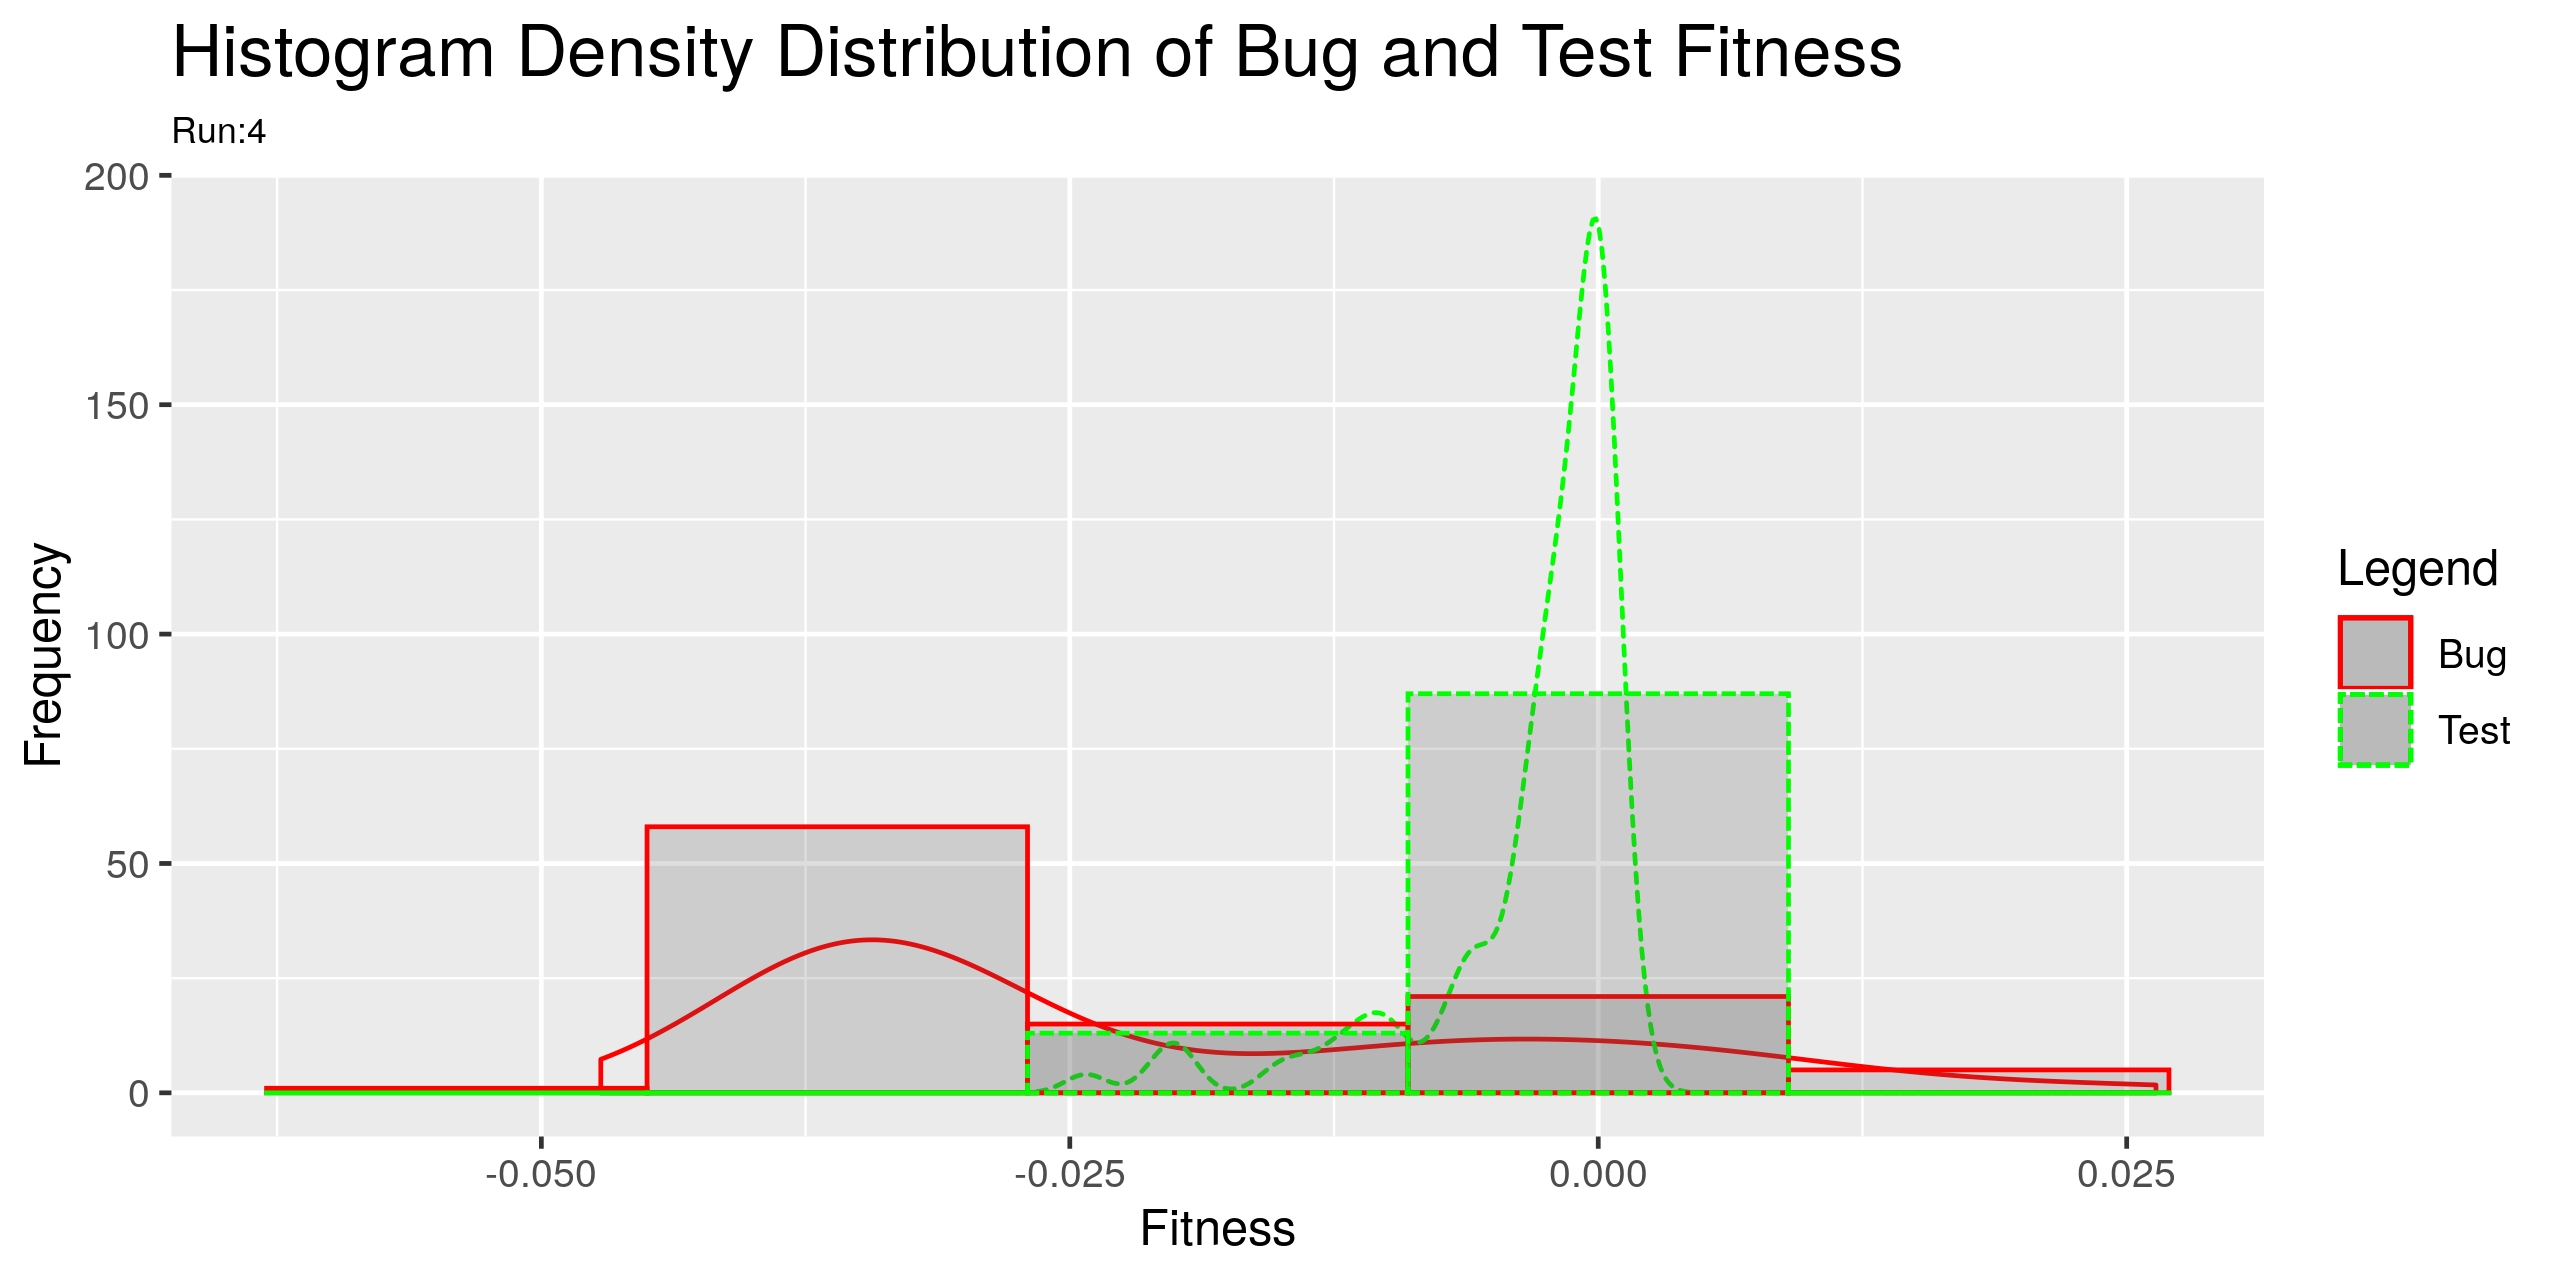 Histogram Density Distribution of Bug and Test Fitness
Run:4
200
150
100
50
0
Frequency
-0.050
-0.025
0.000
0.025
Fitness
Legend
Bug
Test